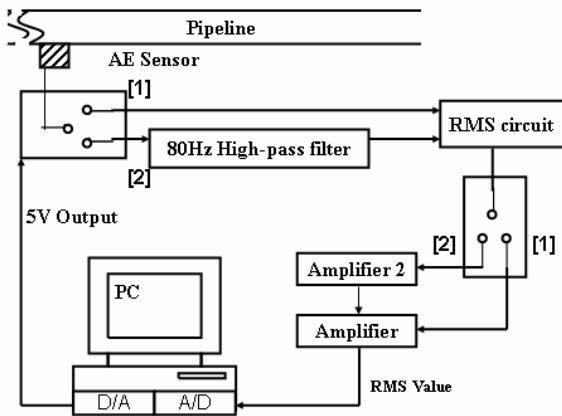 Pipeline
AE Sensor
[1]
RMS circuit
80Hz High-pass filter
[2]
5V Output
[2]
[1]
Amplifier 2
PC
Amplifier
RMS Value
D/A
A/D